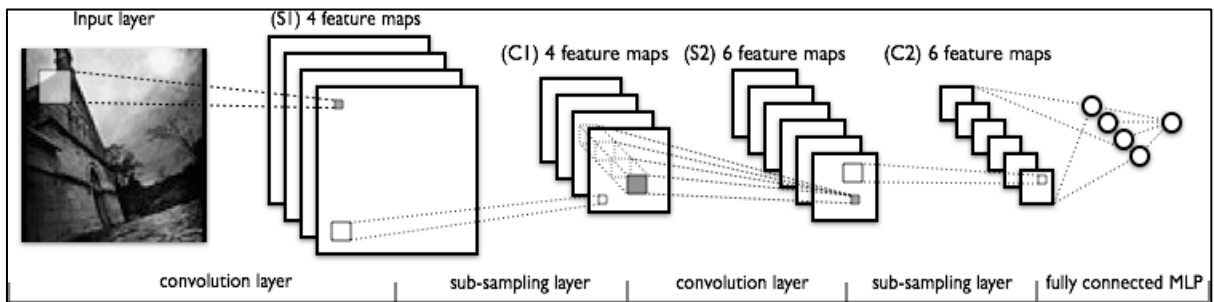 Input layer
(S1) 4 feature maps
(C1) 4 feature maps
(S2) 6 feature maps
(C2) 6 feature maps
convolution layer
sub-sampling layer
convolution layer
sub-sampling layer
fully connected MLP